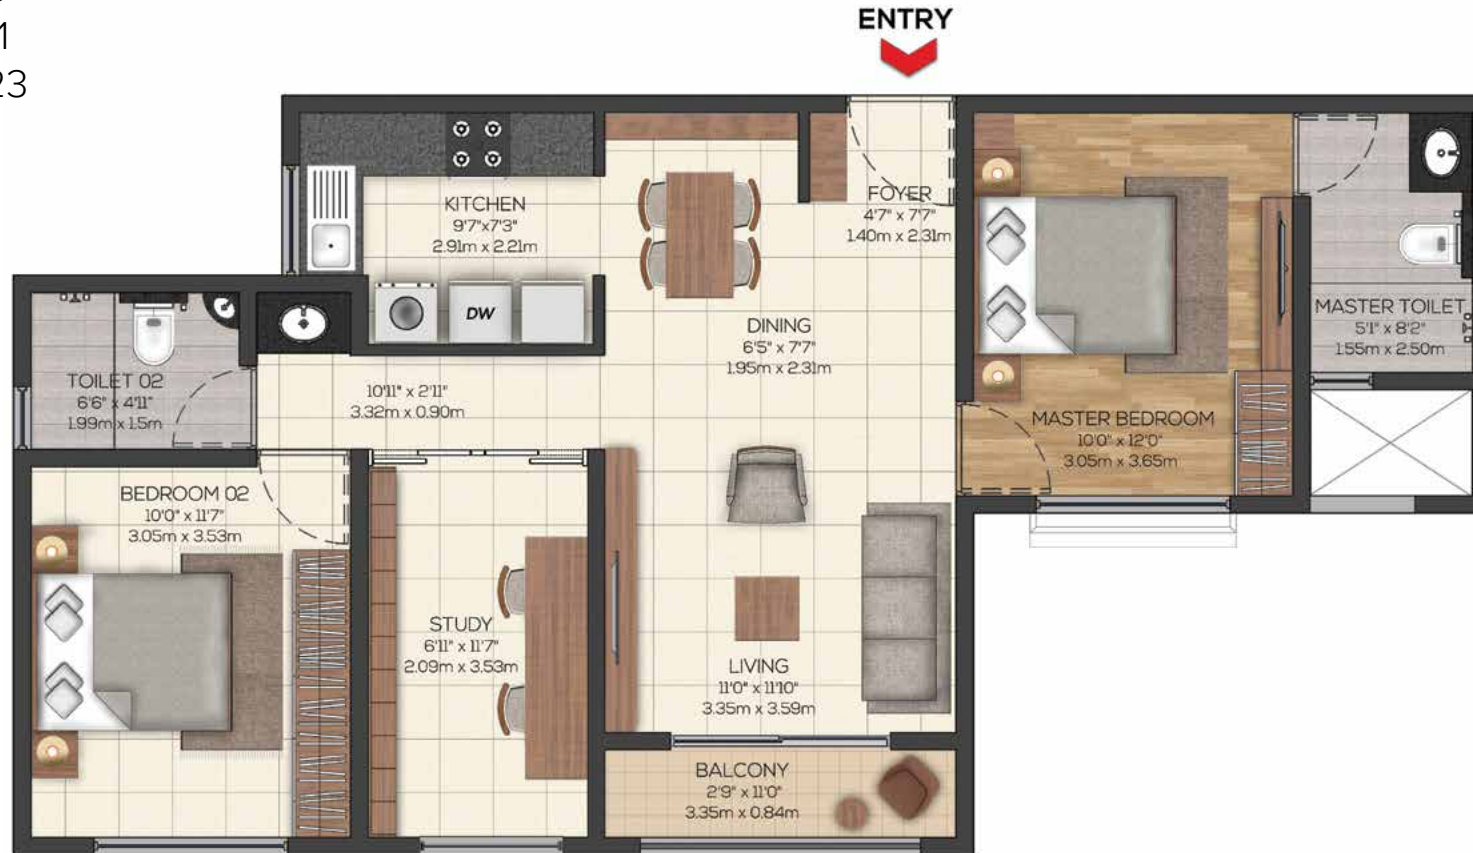 1
23
ENTRY
KITCHEN
9'7"x7'3"
2.91m x 2.21m
FOYER
4'7" x 7'7"
1.40m x 2.31m
DW
DINING
6'5" x 7'7"
1.95m x 2.31m
MASTER TOILET
5'1" x 8'2"
1.55m x 2.50m
TOILET 02
6'6" x 4'11"
1.99m x 1.5m
10'11" x 2'11"
3.32m x 0.90m
MASTER BEDROOM
10'0" x 12'0"
3.05m x 3.65m
BEDROOM 02
10'0" x 11'7"
3.05m x 3.53m
STUDY
6'11" x 11'7"
2.09m x 3.53m
LIVING
11'0" x 11'10"
3.35m x 3.59m
BALCONY
2'9" x 11'0"
3.35m x 0.84m